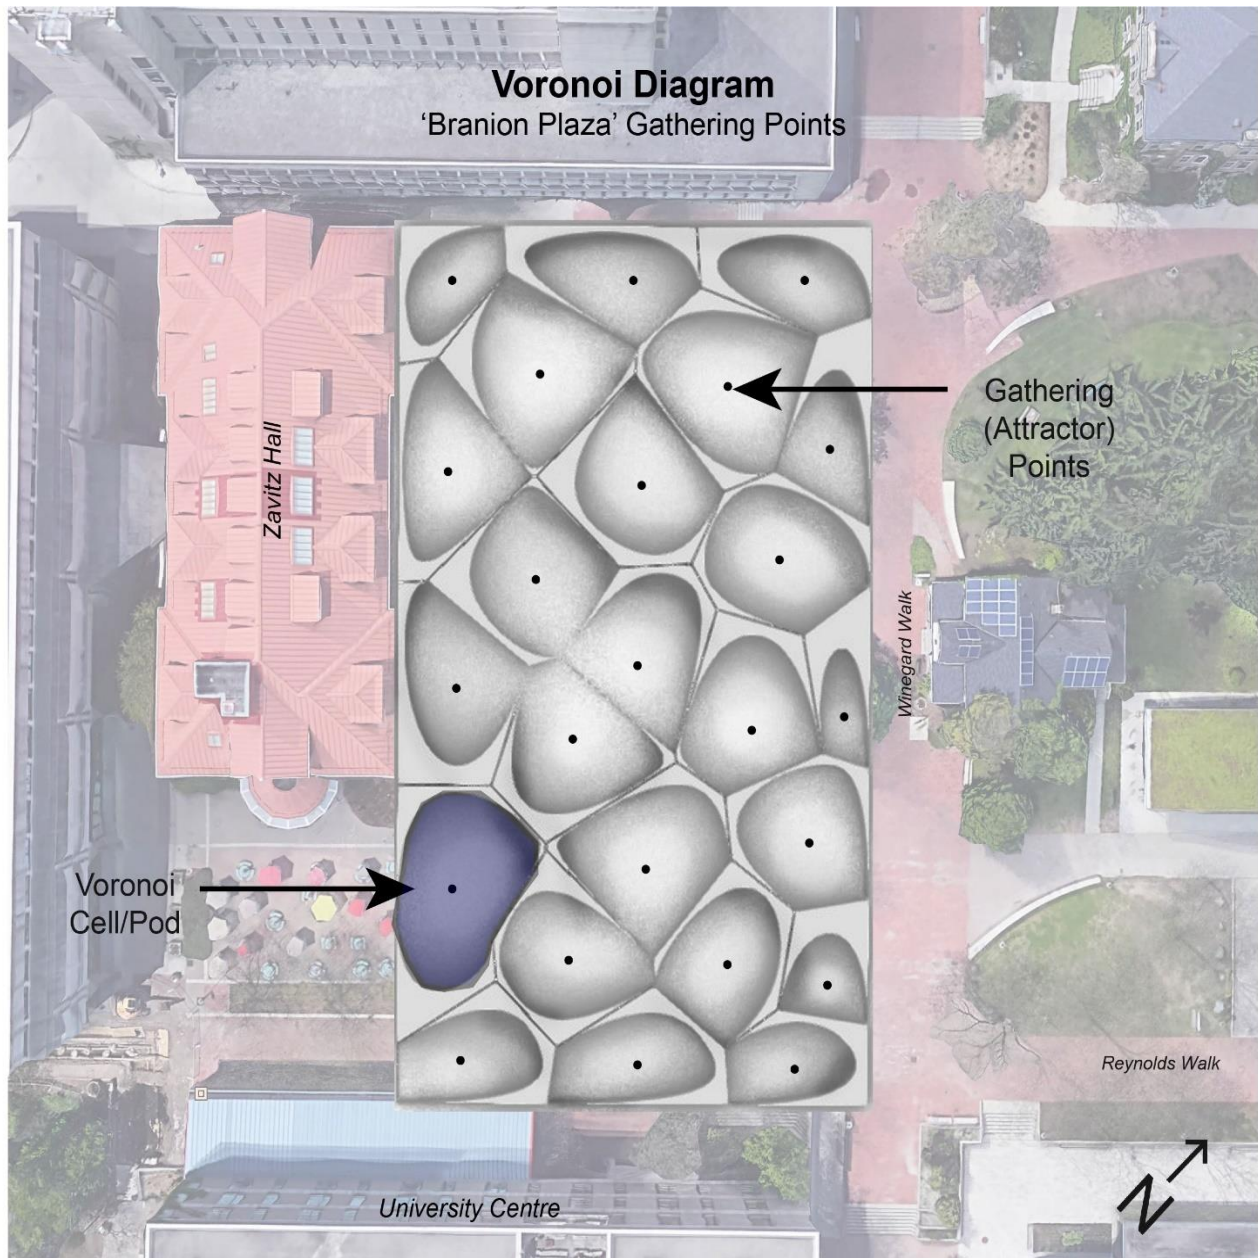 Voronoi Diagram
‘Branion Plaza’ Gathering Points
Gathering
(Attractor)
Points
Zavitz Hall
Winegard Walk
Voronoi
Cell/Pod
Reynolds Walk
University Centre
N